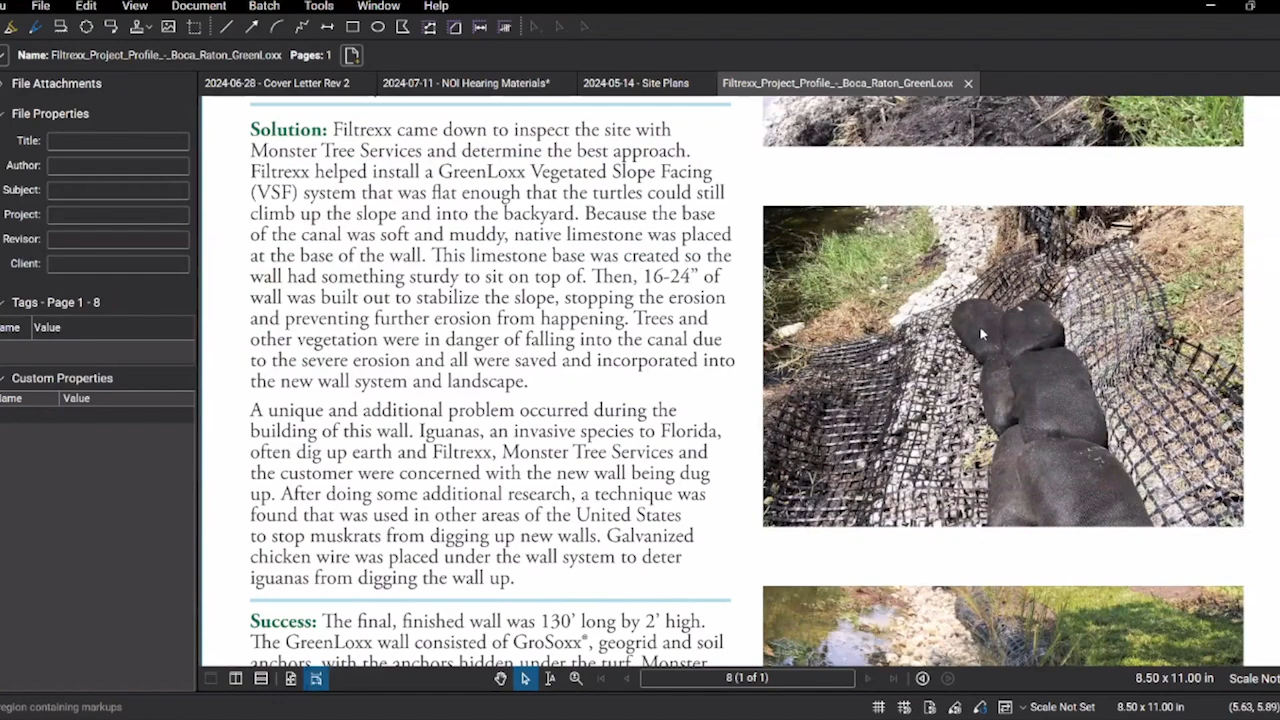 File Edit View Document Batch Tools Window Help
Name: Filtrexx_Project_Profile_-_Boca_Raton_GreenLoxx Pages: 1
File Attachments
2024-06-28 - Cover Letter Rev 2
2024-07-11 - NOI Hearing Materials*
2024-05-14 - Site Plans
Filtrexx_Project_Profile_-_Boca_Raton_GreenLoxx
File Properties
Title:
Author:
Subject:
Project:
Revisor:
Client:
Tags - Page 1 - 8
ame Value
Custom Properties
ame Value
Solution: Filtrexx came down to inspect the site with
Monster Tree Services and determine the best approach.
Filtrexx helped install a GreenLoxx Vegetated Slope Facing
(VSF) system that was flat enough that the turtles could still
climb up the slope and into the backyard. Because the base
of the canal was soft and muddy, native limestone was placed
at the base of the wall. This limestone base was created so the
wall had something sturdy to sit on top of. Then, 16-24” of
wall was built out to stabilize the slope, stopping the erosion
and preventing further erosion from happening. Trees and
other vegetation were in danger of falling into the canal due
to the severe erosion and all were saved and incorporated into
the new wall system and landscape.
A unique and additional problem occurred during the
building of this wall. Iguanas, an invasive species to Florida,
often dig up earth and Filtrexx, Monster Tree Services and
the customer were concerned with the new wall being dug
up. After doing some additional research, a technique was
found that was used in other areas of the United States
to stop muskrats from digging up new walls. Galvanized
chicken wire was placed under the wall system to deter
iguanas from digging the wall up.
Success: The final, finished wall was 130’ long by 2’ high.
The GreenLoxx wall consisted of GroSoxx®, geogrid and soil
anchors, with the anchors hidden under the turf. Monster
8 (1 of 1)
8.50 x 11.00 in Scale Not
region containing markups
Scale Not Set 8.50 x 11.00 in (5.63, 5.89)